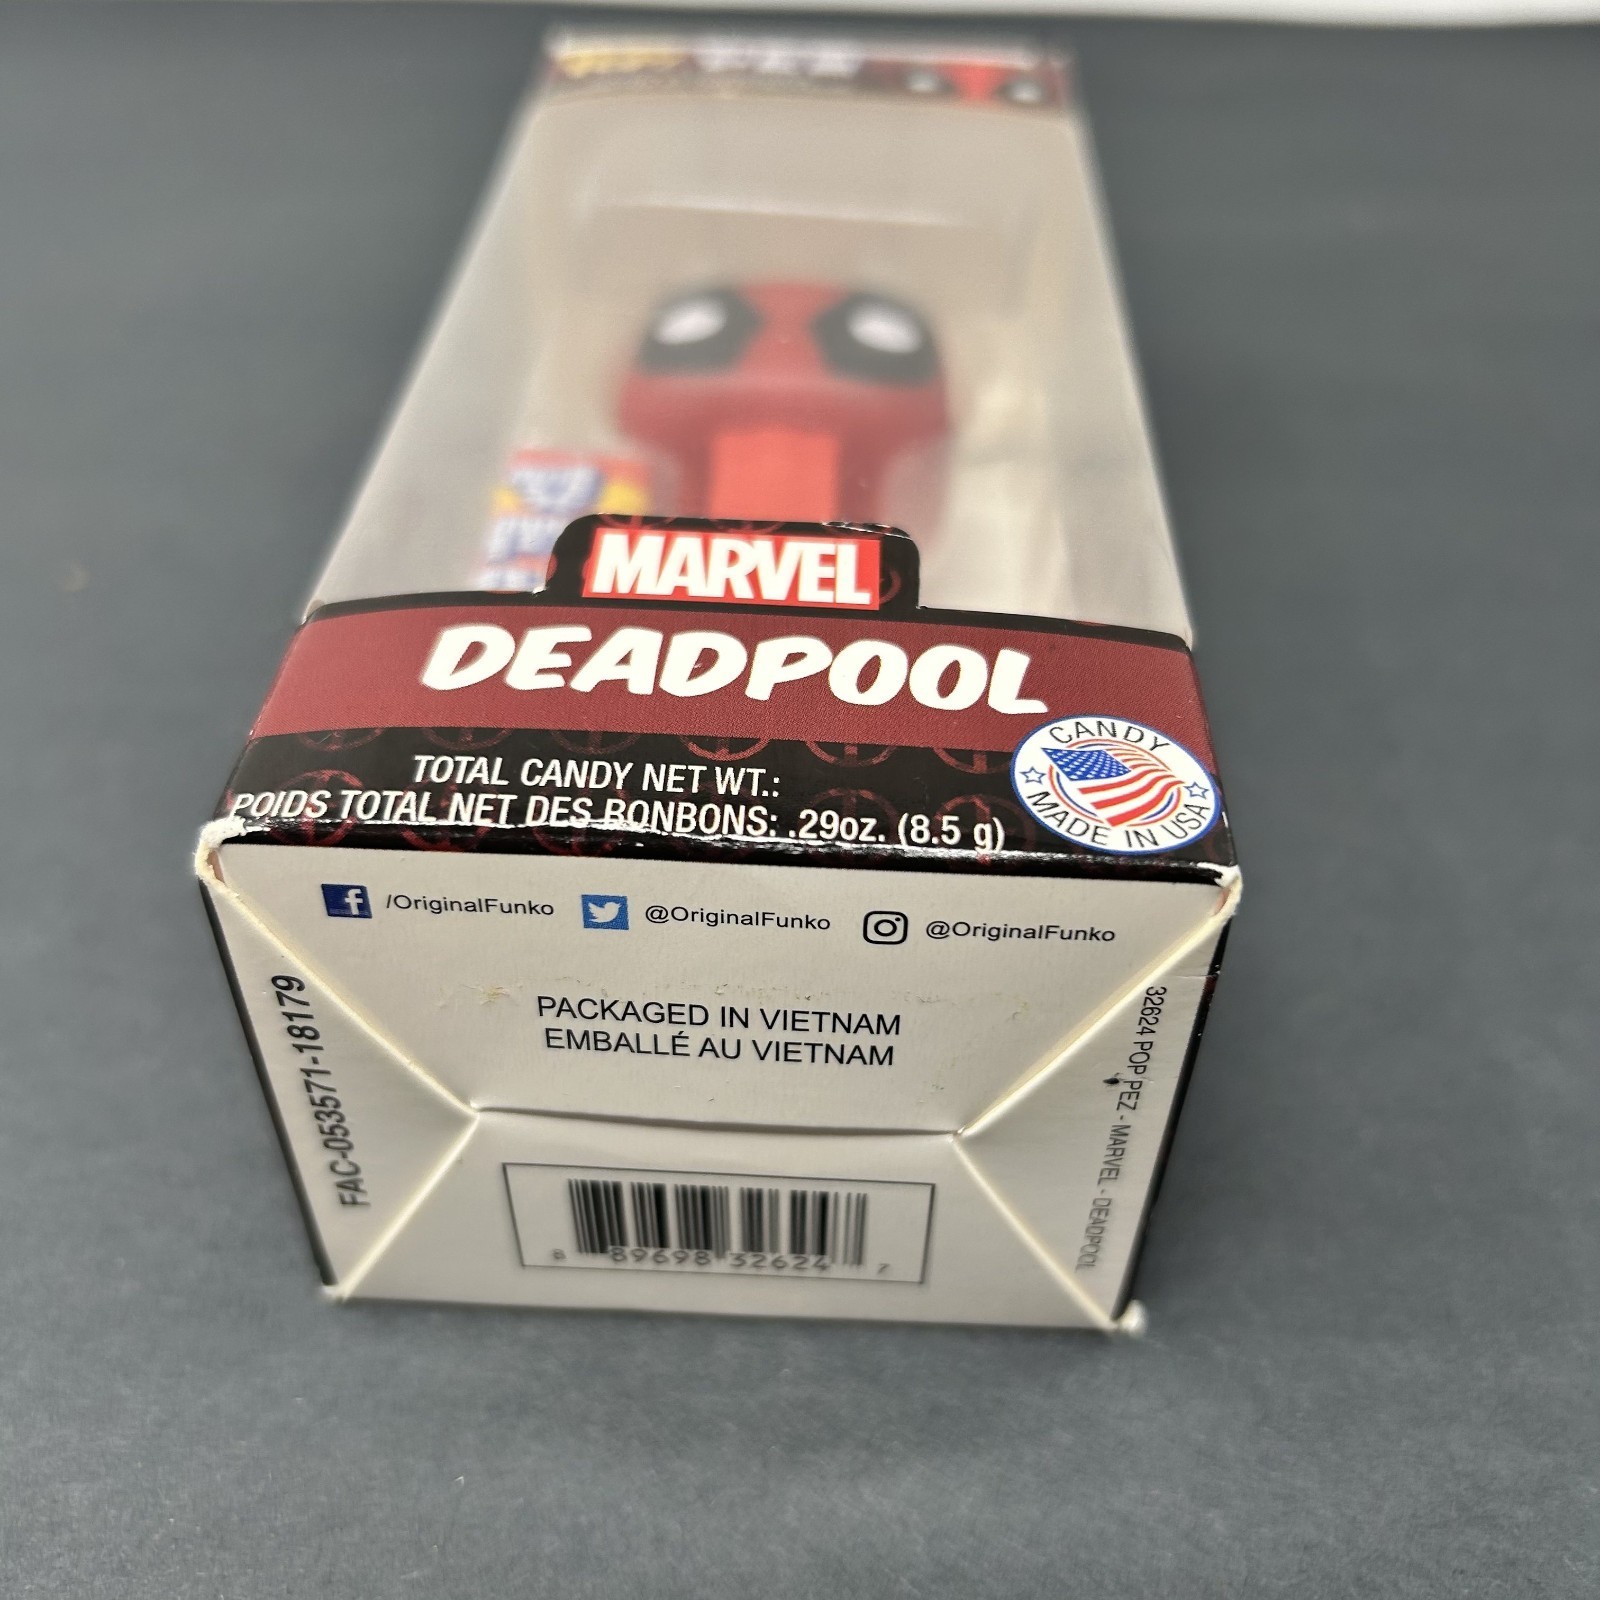 MARVEL
DEADPOOL
TOTAL CANDY NET WT.:
POIDS TOTAL NET DES BONBONS: .29oz. (8.5 g)
CANDY
MADE IN USA
/OriginalFunko
@OriginalFunko
@OriginalFunko
PACKAGED IN VIETNAM
EMBALLÉ AU VIETNAM
FAC-053571-18179
32624 POP PEZ - MARVEL - DEADPOOL
8 89698 32624 7